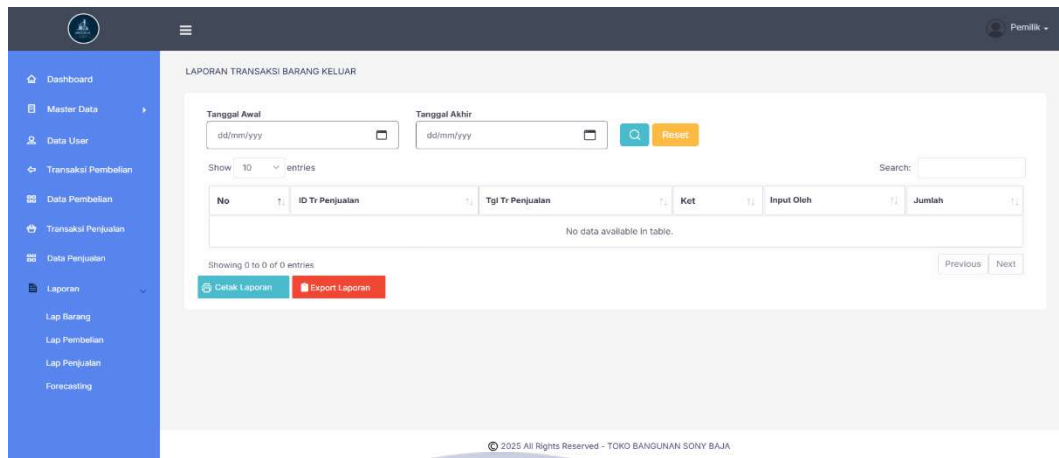 Pemilik
Dashboard
Master Data
Data User
Transaksi Pembelian
Data Pembelian
Transaksi Penjualan
Data Penjualan
Laporan
Lap Barang
Lap Pembelian
Lap Penjualan
Forecasting
LAPORAN TRANSAKSI BARANG KELUAR
Tanggal Awal Tanggal Akhir
dd/mm/yyy dd/mm/yyy Reset
Show 10 entries Search:
No ID Tr Penjualan Tgl Tr Penjualan Ket Input Oleh Jumlah
No data available in table.
Showing 0 to 0 of 0 entries Previous Next
Cetak Laporan Export Laporan
© 2025 All Rights Reserved - TOKO BANGUNAN SONY BAJA